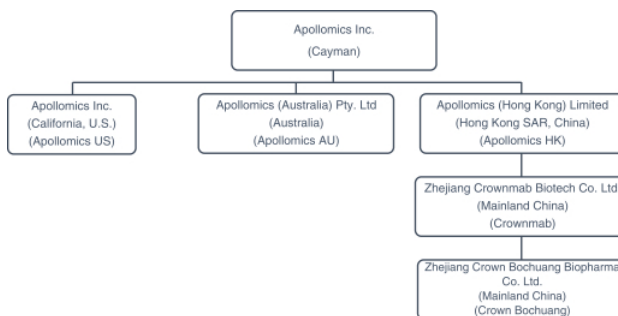 Apollomics Inc.
(Cayman)
Apollomics Inc.
(California, U.S.)
(Apollomics US)
Apollomics (Australia) Pty. Ltd
(Australia)
(Apollomics AU)
Apollomics (Hong Kong) Limited
(Hong Kong SAR, China)
(Apollomics HK)
Zhejiang Crownmab Biotech Co. Ltd
(Mainland China)
(Crownmab)
Zhejiang Crown Bochuang Biopharma
Co. Ltd.
(Mainland China)
(Crown Bochuang)